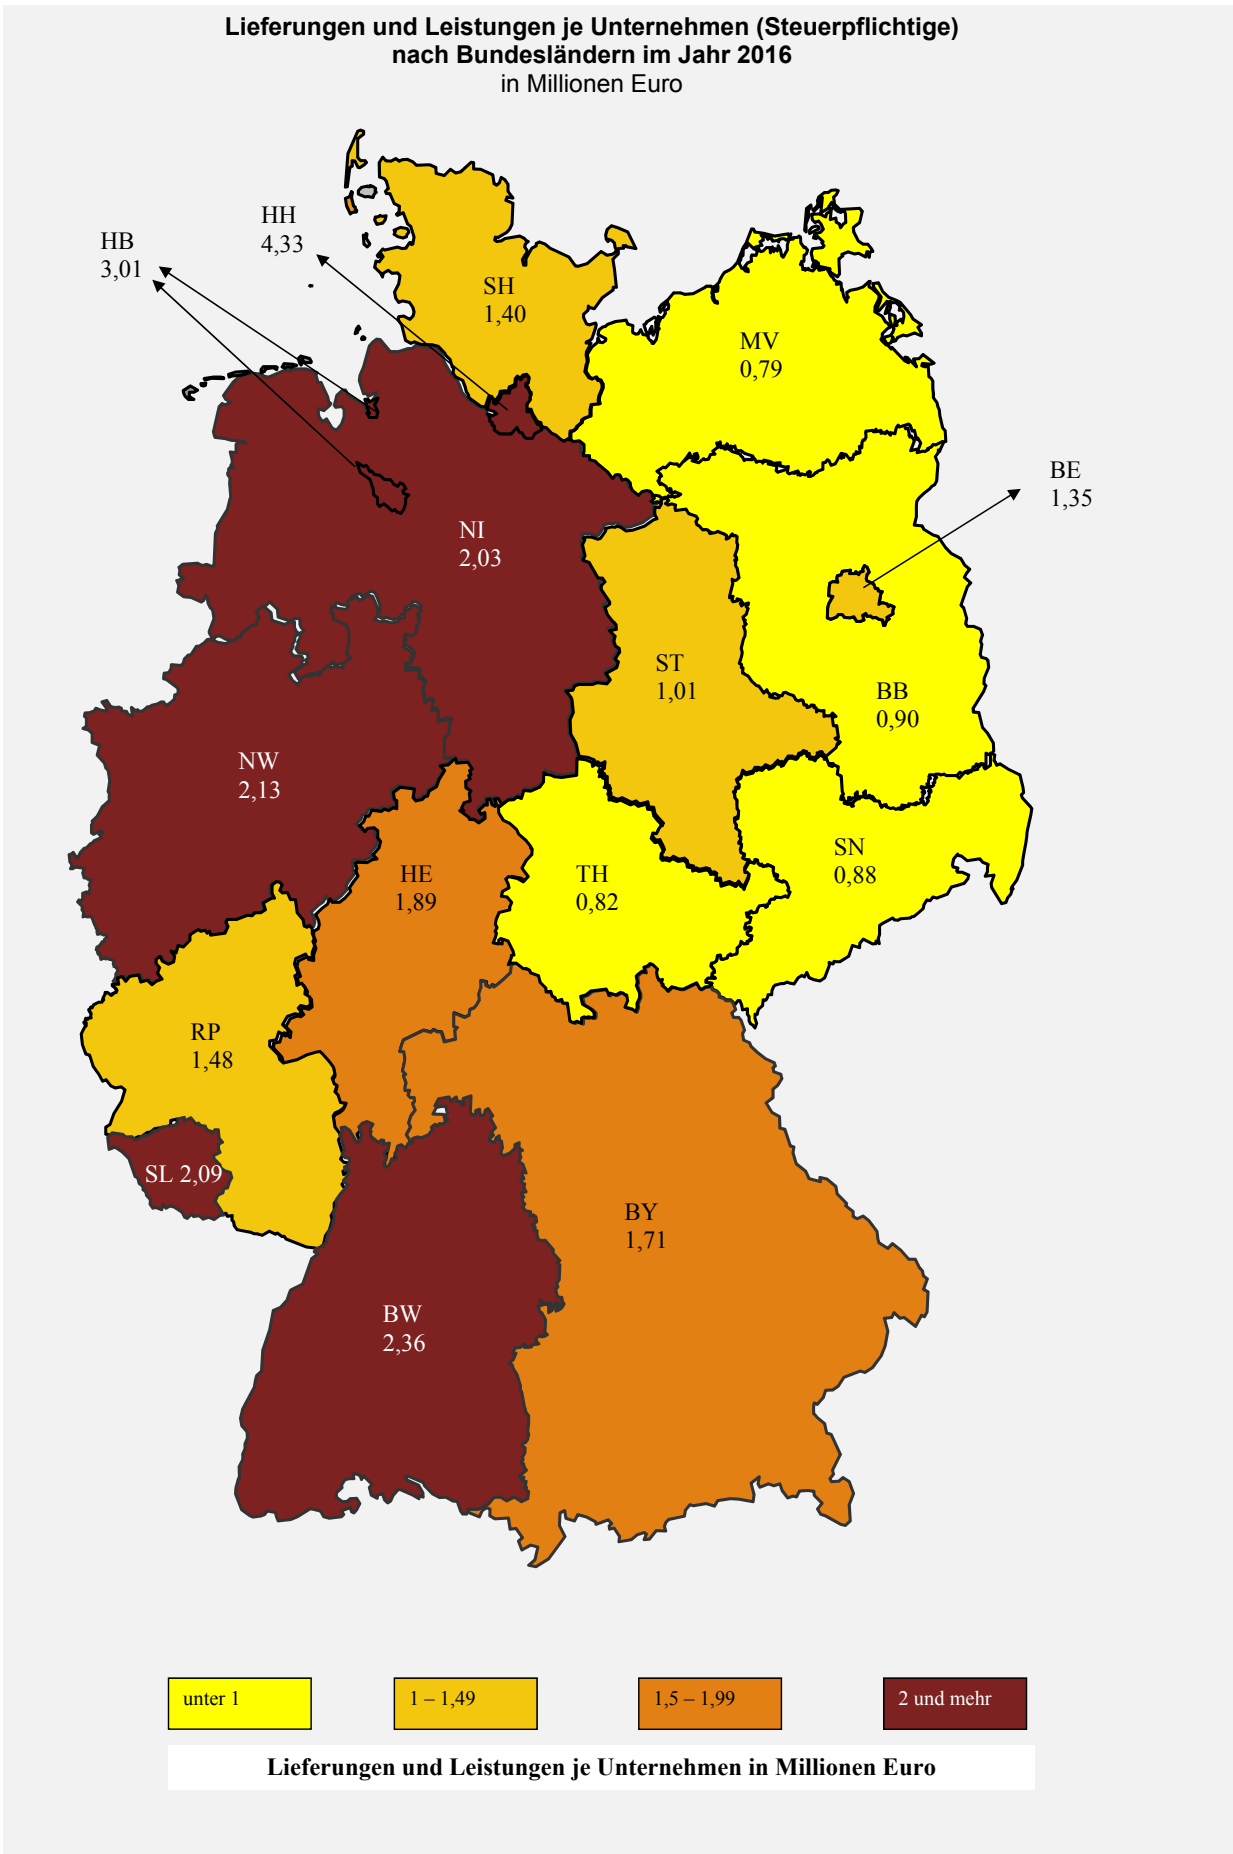 Lieferungen und Leistungen je Unternehmen (Steuerpflichtige)
nach Bundesländern im Jahr 2016
in Millionen Euro
HH
4,33
HB
3,01
SH
1,40
MV
0,79
BE
1,35
NI
2,03
ST
1,01
BB
0,90
NW
2,13
SN
0,88
HE
1,89
TH
0,82
RP
1,48
SL 2,09
BY
1,71
BW
2,36
unter 1
1 – 1,49
1,5 – 1,99
2 und mehr
Lieferungen und Leistungen je Unternehmen in Millionen Euro